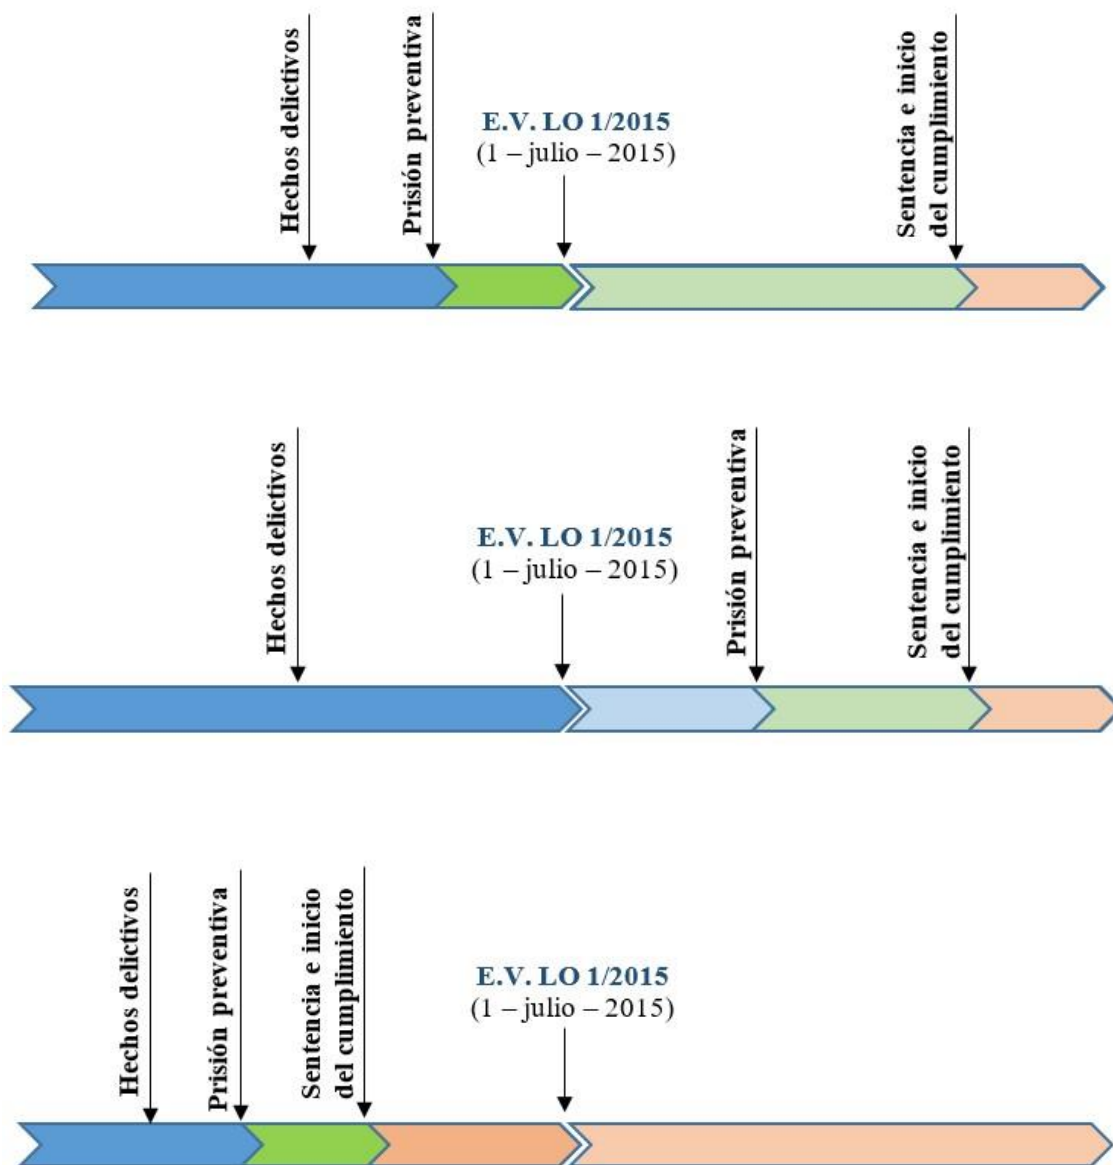 Hechos delictivos
Prisión preventiva
E.V. LO 1/2015
(1 – julio – 2015)
Sentencia e inicio
del cumplimiento
Hechos delictivos
E.V. LO 1/2015
(1 – julio – 2015)
Prisión preventiva
Sentencia e inicio
del cumplimiento
Hechos delictivos
Prisión preventiva
Sentencia e inicio
del cumplimiento
E.V. LO 1/2015
(1 – julio – 2015)